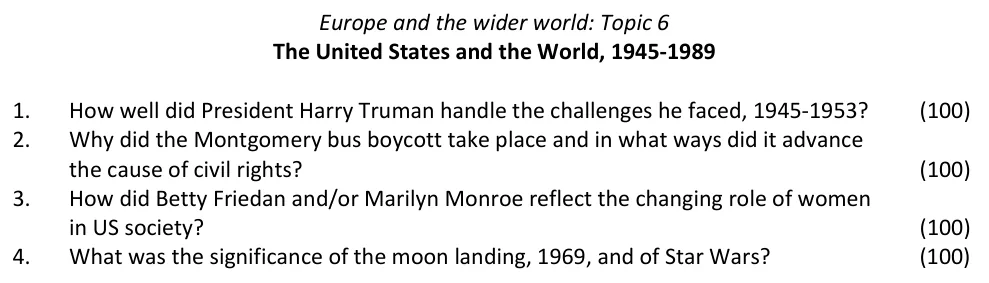 Europe and the wider world: Topic 6
The United States and the World, 1945-1989
1. How well did President Harry Truman handle the challenges he faced, 1945-1953? (100)
2. Why did the Montgomery bus boycott take place and in what ways did it advance
the cause of civil rights? (100)
3. How did Betty Friedan and/or Marilyn Monroe reflect the changing role of women
in US society? (100)
4. What was the significance of the moon landing, 1969, and of Star Wars? (100)